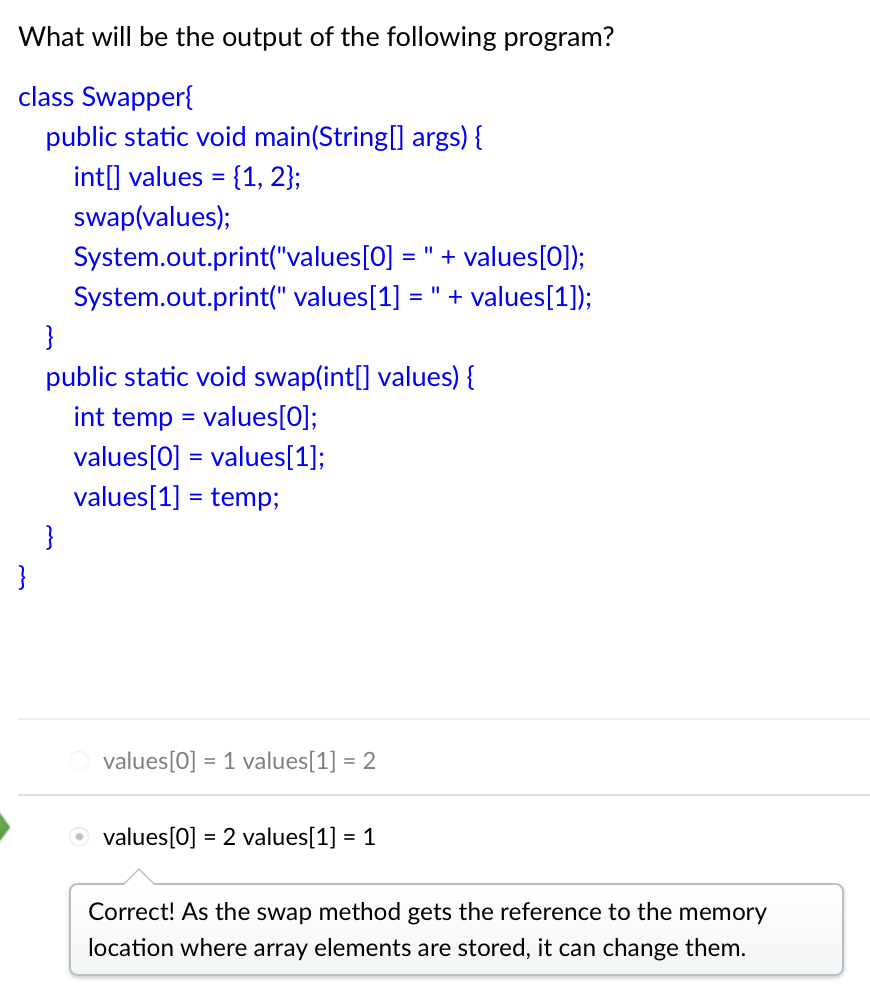 What will be the output of the following program?
class Swapper{
public static void main(String[] args) {
int[] values = {1, 2};
swap(values);
System.out.print("values[0] = " + values[0]);
System.out.print(" values[1] = " + values[1]);
}
public static void swap(int[] values) {
int temp = values[0];
values[0] = values[1];
values[1] = temp;
}
}
values[0] = 1 values[1] = 2
values[0] = 2 values[1] = 1
Correct! As the swap method gets the reference to the memory
location where array elements are stored, it can change them.